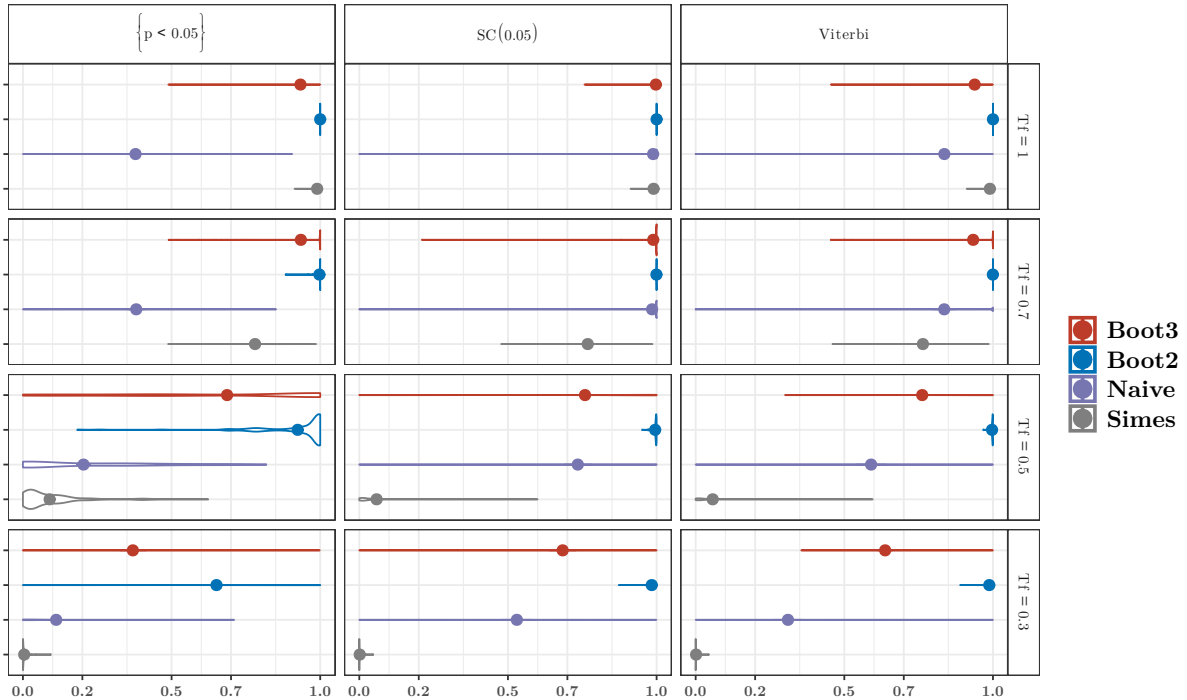 {p < 0.05}
SC(0.05)
Viterbi
Tf = 1
Tf = 0.7
Tf = 0.5
Tf = 0.3
Boot3
Boot2
Naive
Simes
0.0 0.2 0.5 0.7 1.0 0.0 0.2 0.5 0.7 1.0 0.0 0.2 0.5 0.7 1.0